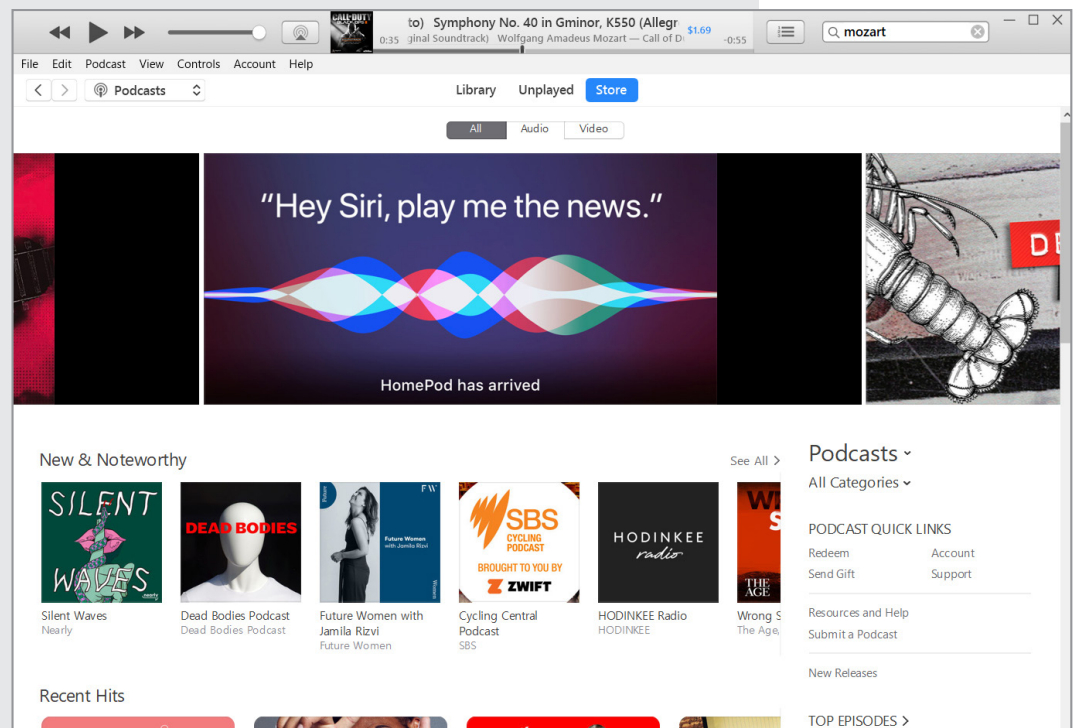 to) Symphony No. 40 in Gminor, K550 (Allegr
0:35 ginal Soundtrack) Wolfgang Amadeus Mozart — Call of D $1.69 -0:55
mozart
File Edit Podcast View Controls Account Help
Podcasts
Library Unplayed Store
All Audio Video
“Hey Siri, play me the news.”
HomePod has arrived
DE
New & Noteworthy
See All
SILENT
WAVES
DEAD BODIES
Future
FW
Future Women
with Jamila Rizvi
Women
SBS
CYCLING
PODCAST
BROUGHT TO YOU BY
ZWIFT
HODINKEE
radio
THE
AGE
Silent Waves
Nearly
Dead Bodies Podcast
Dead Bodies Podcast
Future Women with
Jamila Rizvi
Future Women
Cycling Central
Podcast
SBS
HODINKEE Radio
HODINKEE
Wrong S
The Age,
Recent Hits
Podcasts
All Categories
PODCAST QUICK LINKS
Redeem Account
Send Gift Support
Resources and Help
Submit a Podcast
New Releases
TOP EPISODES